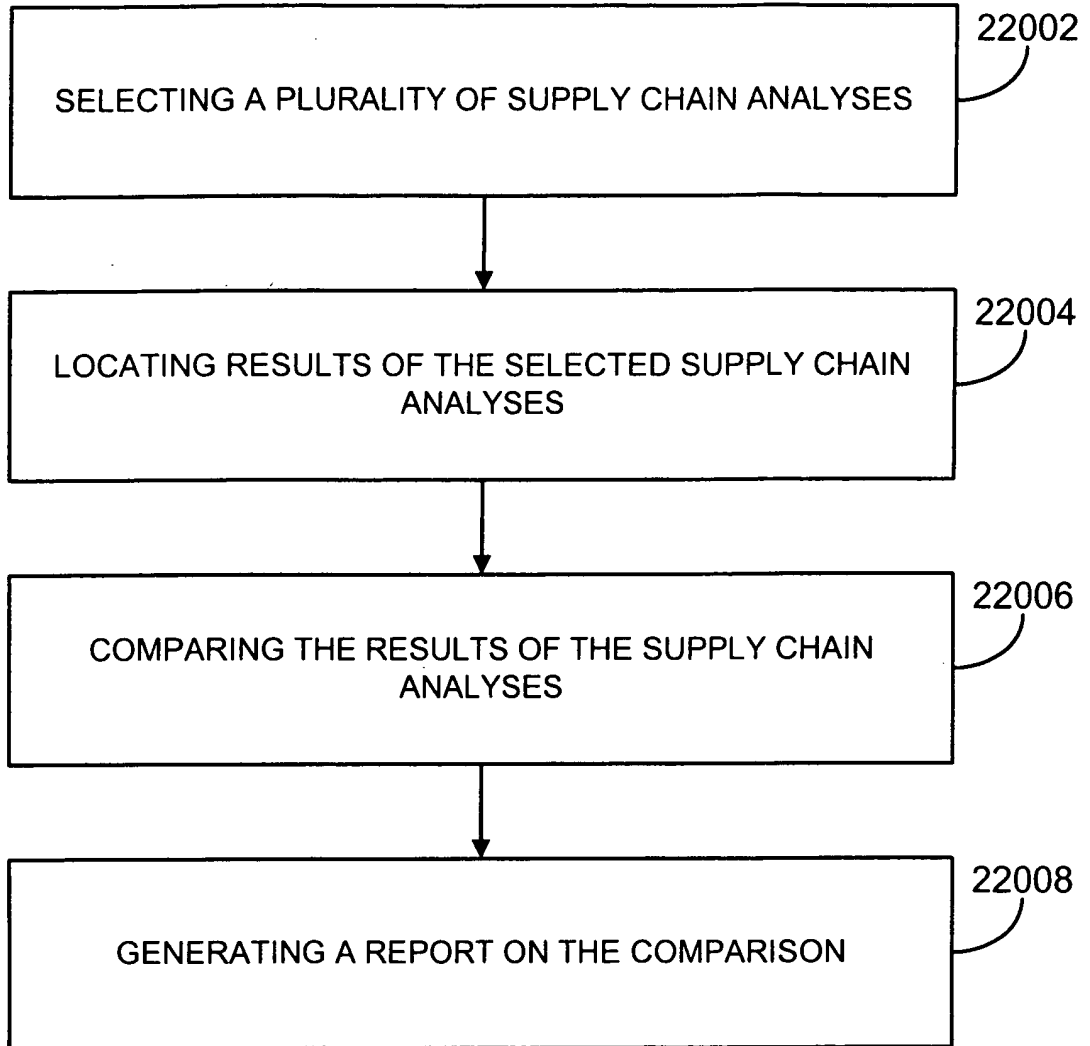 22002
SELECTING A PLURALITY OF SUPPLY CHAIN ANALYSES
22004
LOCATING RESULTS OF THE SELECTED SUPPLY CHAIN
ANALYSES
22006
COMPARING THE RESULTS OF THE SUPPLY CHAIN
ANALYSES
22008
GENERATING A REPORT ON THE COMPARISON